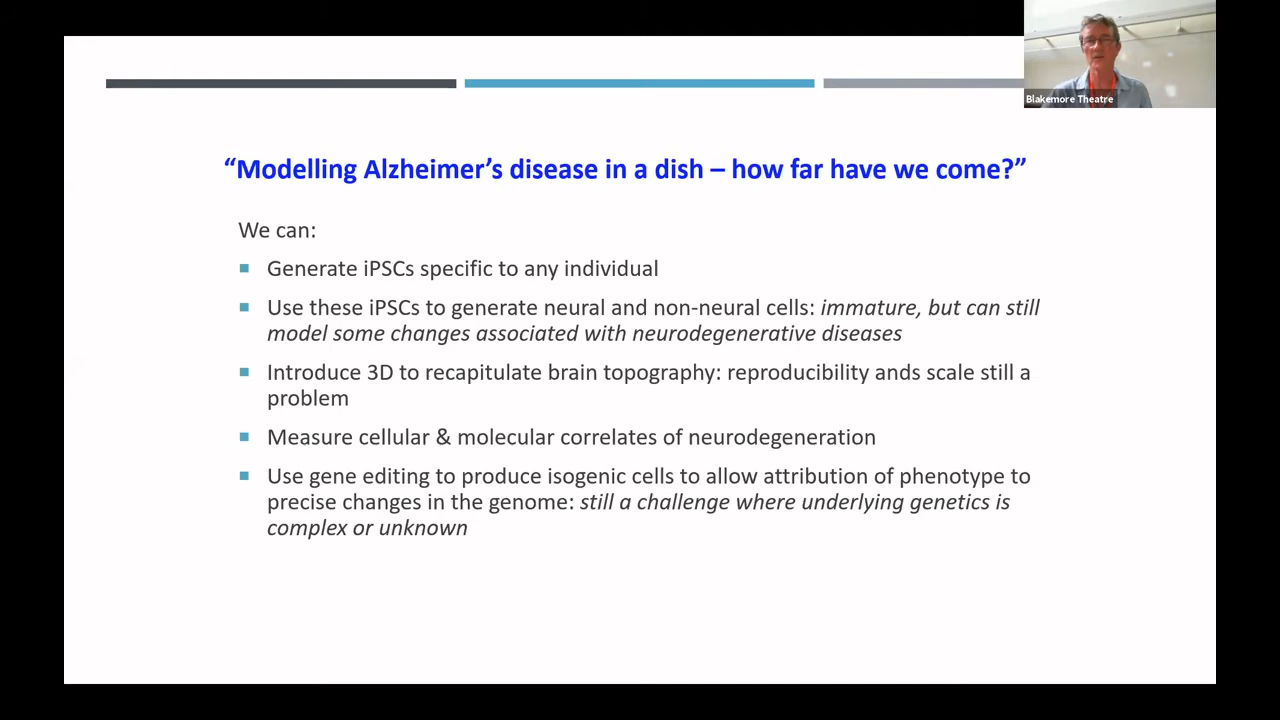 Blakemore Theatre
“Modelling Alzheimer’s disease in a dish – how far have we come?”
We can:
Generate iPSCs specific to any individual
Use these iPSCs to generate neural and non-neural cells: immature, but can still
model some changes associated with neurodegenerative diseases
Introduce 3D to recapitulate brain topography: reproducibility ands scale still a
problem
Measure cellular & molecular correlates of neurodegeneration
Use gene editing to produce isogenic cells to allow attribution of phenotype to
precise changes in the genome: still a challenge where underlying genetics is
complex or unknown